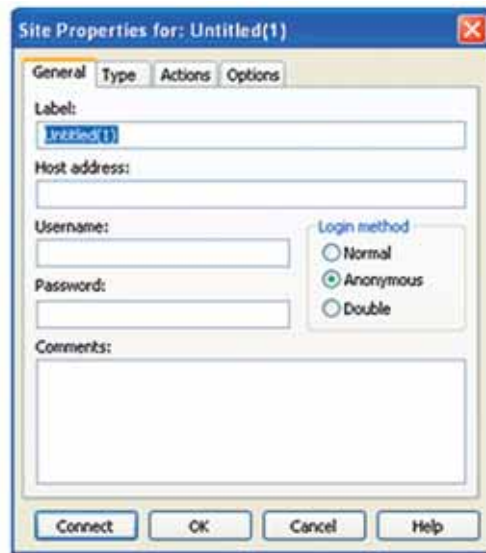 Site Properties for: Untitled(1)
General Type Actions Options
Label:
Untitled(1)
Host address:
Username:
Login method
Normal
Password:
Anonymous
Double
Comments:
Connect OK Cancel Help